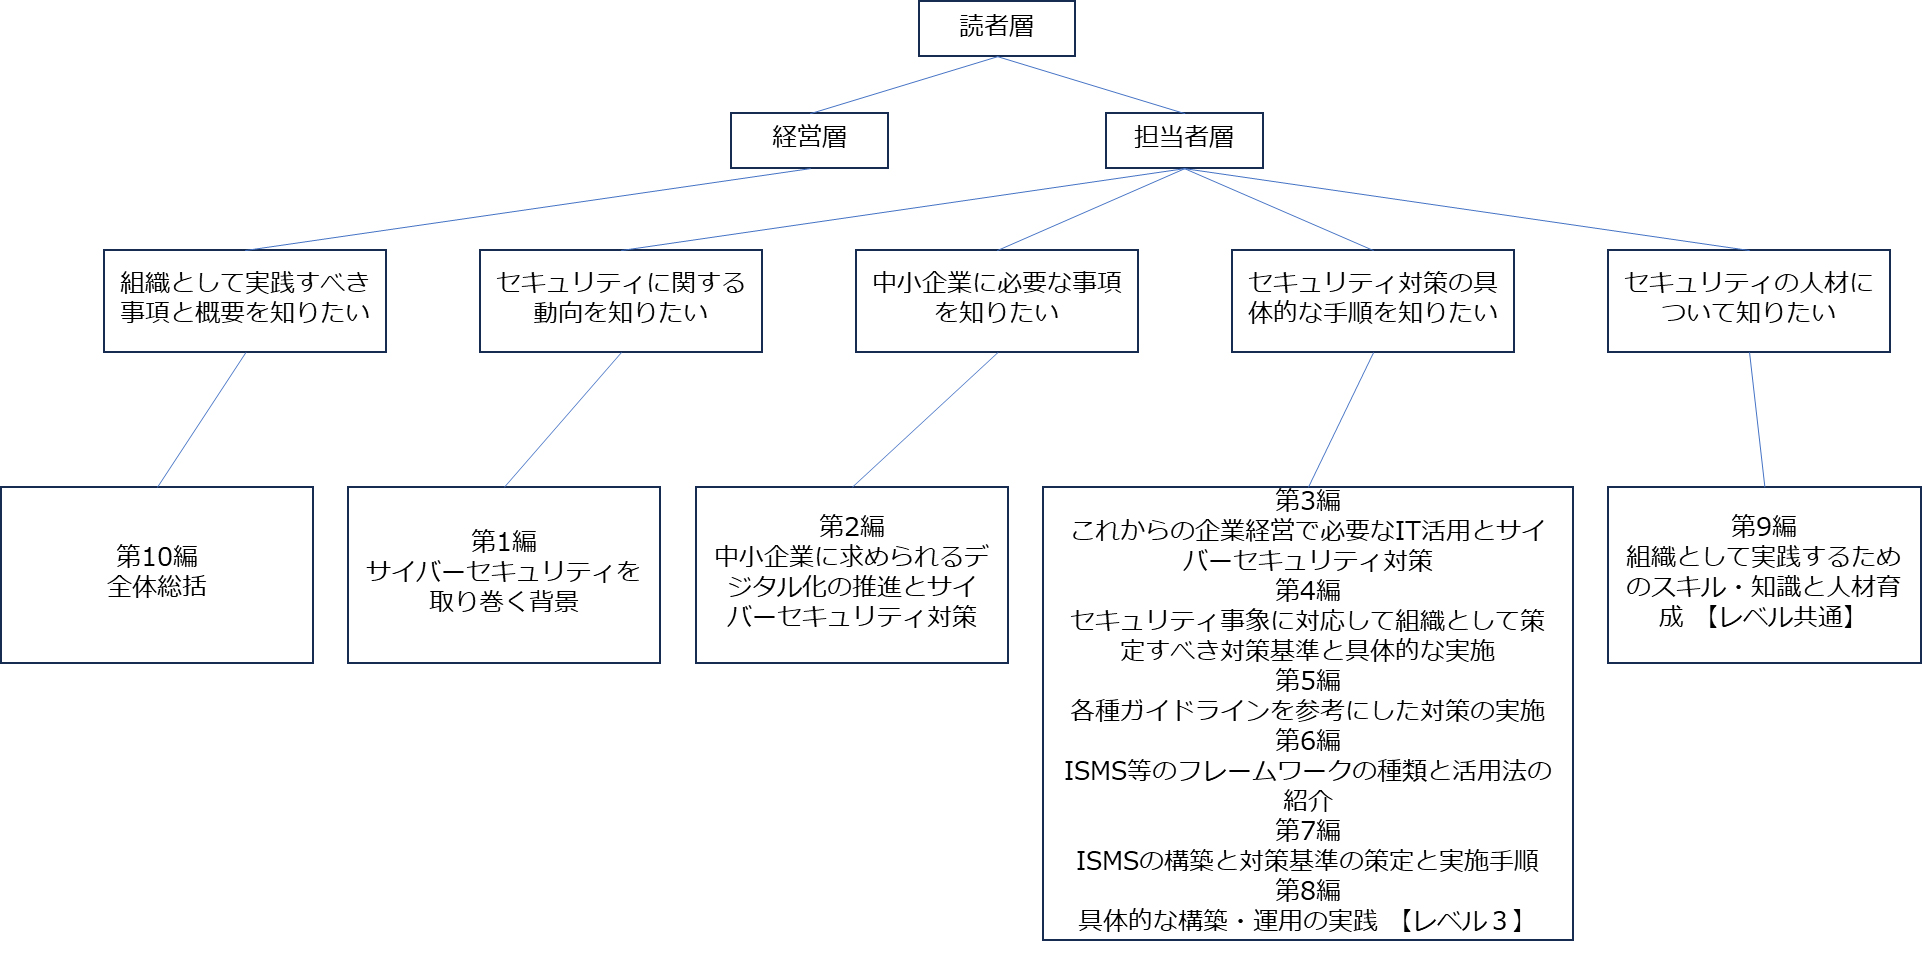 読者層
経営層
担当者層
組織として実践すべき
事項と概要を知りたい
セキュリティに関する
動向を知りたい
中小企業に必要な事項
を知りたい
セキュリティ対策の具
体的な手順を知りたい
セキュリティの人材に
ついて知りたい
第10編
全体総括
第1編
サイバーセキュリティを
取り巻く背景
第2編
中小企業に求められるデ
ジタル化の推進とサイ
バーセキュリティ対策
第3編
これからの企業経営で必要なIT活用とサイ
バーセキュリティ対策
第4編
セキュリティ事象に対応して組織として策
定すべき対策基準と具体的な実施
第5編
各種ガイドラインを参考にした対策の実施
第6編
ISMS等のフレームワークの種類と活用法の
紹介
第7編
ISMSの構築と対策基準の策定と実施手順
第8編
具体的な構築・運用の実践 【レベル３】
第9編
組織として実践するため
のスキル・知識と人材育
成 【レベル共通】